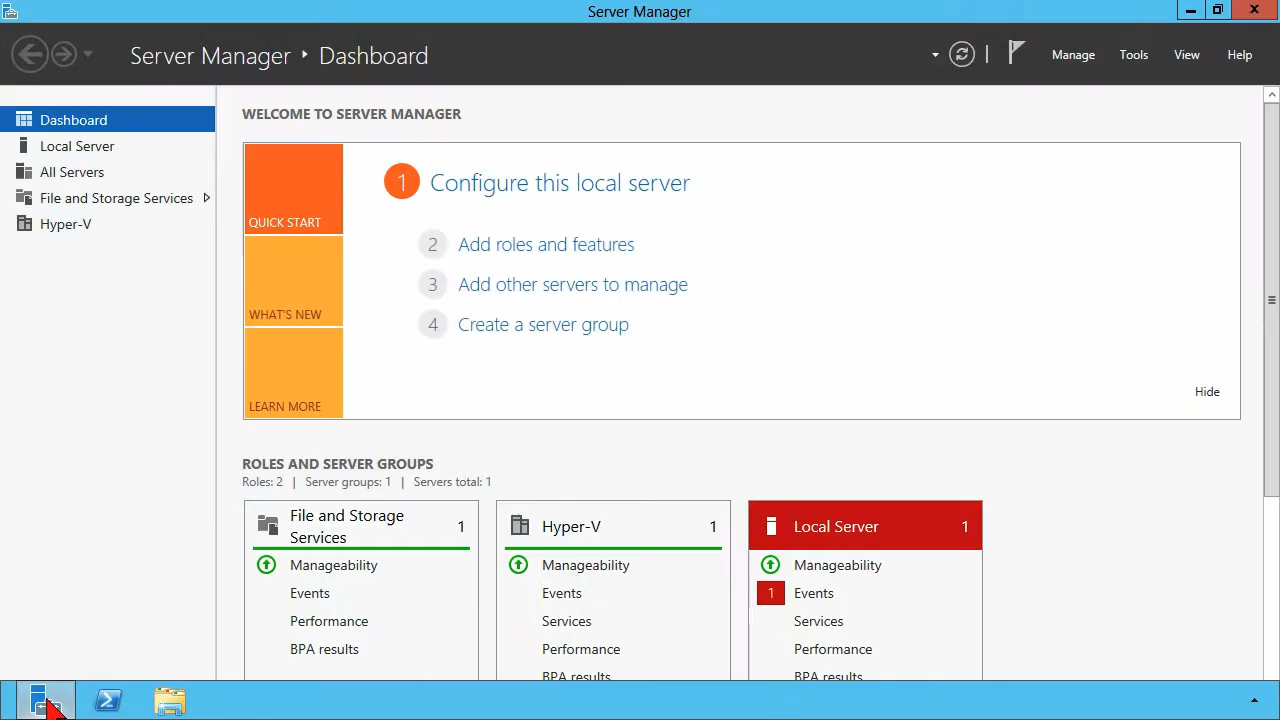 Server Manager
Server Manager ‣ Dashboard
Manage Tools View Help
Dashboard
Local Server
All Servers
File and Storage Services
Hyper-V
WELCOME TO SERVER MANAGER
QUICK START
WHAT'S NEW
LEARN MORE
1 Configure this local server
2 Add roles and features
3 Add other servers to manage
4 Create a server group
Hide
ROLES AND SERVER GROUPS
Roles: 2 | Server groups: 1 | Servers total: 1
File and Storage
Services
1
Manageability
Events
Performance
BPA results
Hyper-V 1
Manageability
Events
Services
Performance
BPA results
Local Server 1
Manageability
1 Events
Services
Performance
BPA results